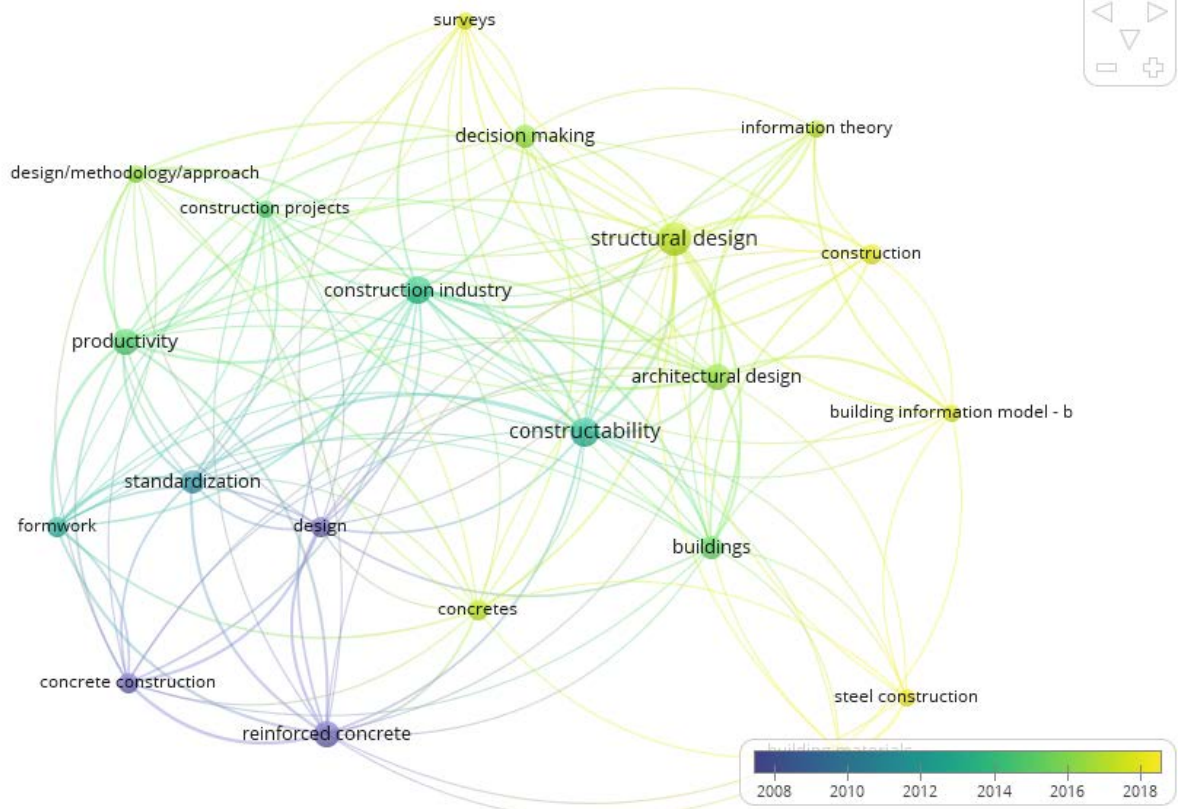 surveys
information theory
decision making
design/methodology/approach
construction projects
structural design
construction
construction industry
productivity
architectural design
building information model - b
constructability
standardization
formwork
design
buildings
concretes
concrete construction
steel construction
reinforced concrete
building materials
2008 2010 2012 2014 2016 2018